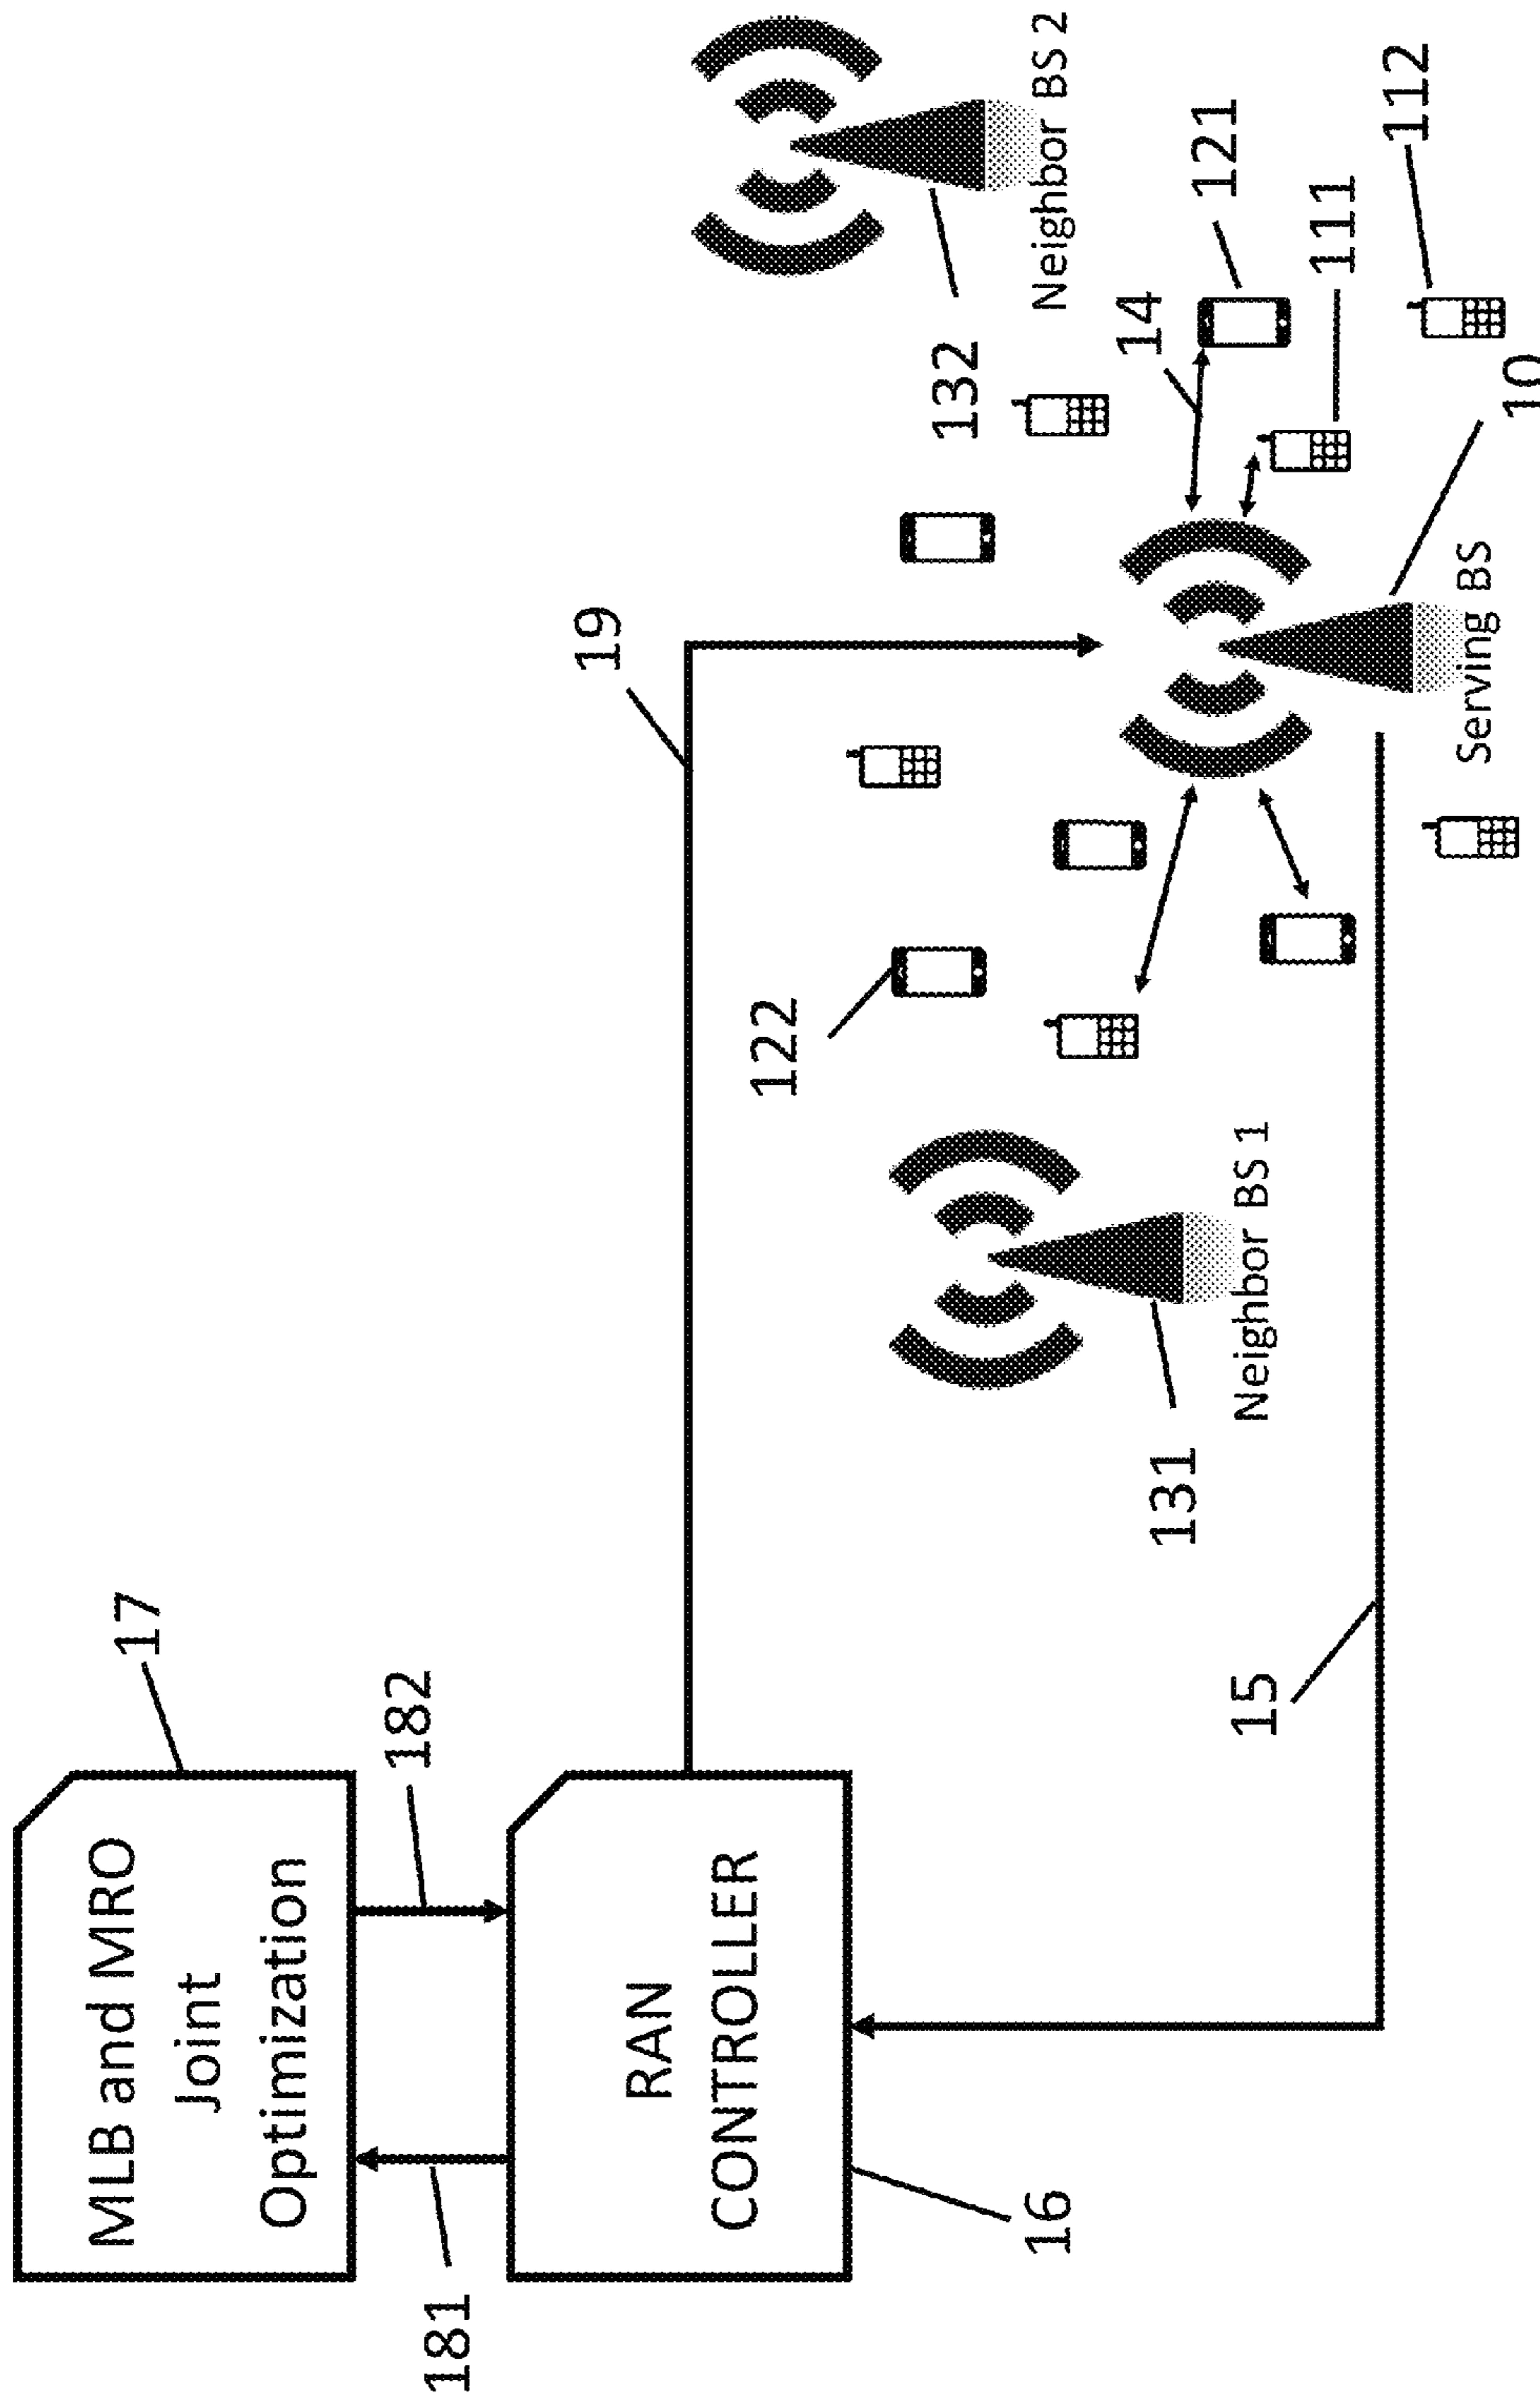 MLB and MRO
Joint
Optimization
17
181
182
RAN
CONTROLLER
16
19
122
132
Neighbor BS 2
14
121
131
Neighbor BS 1
15
111
112
Serving BS
10